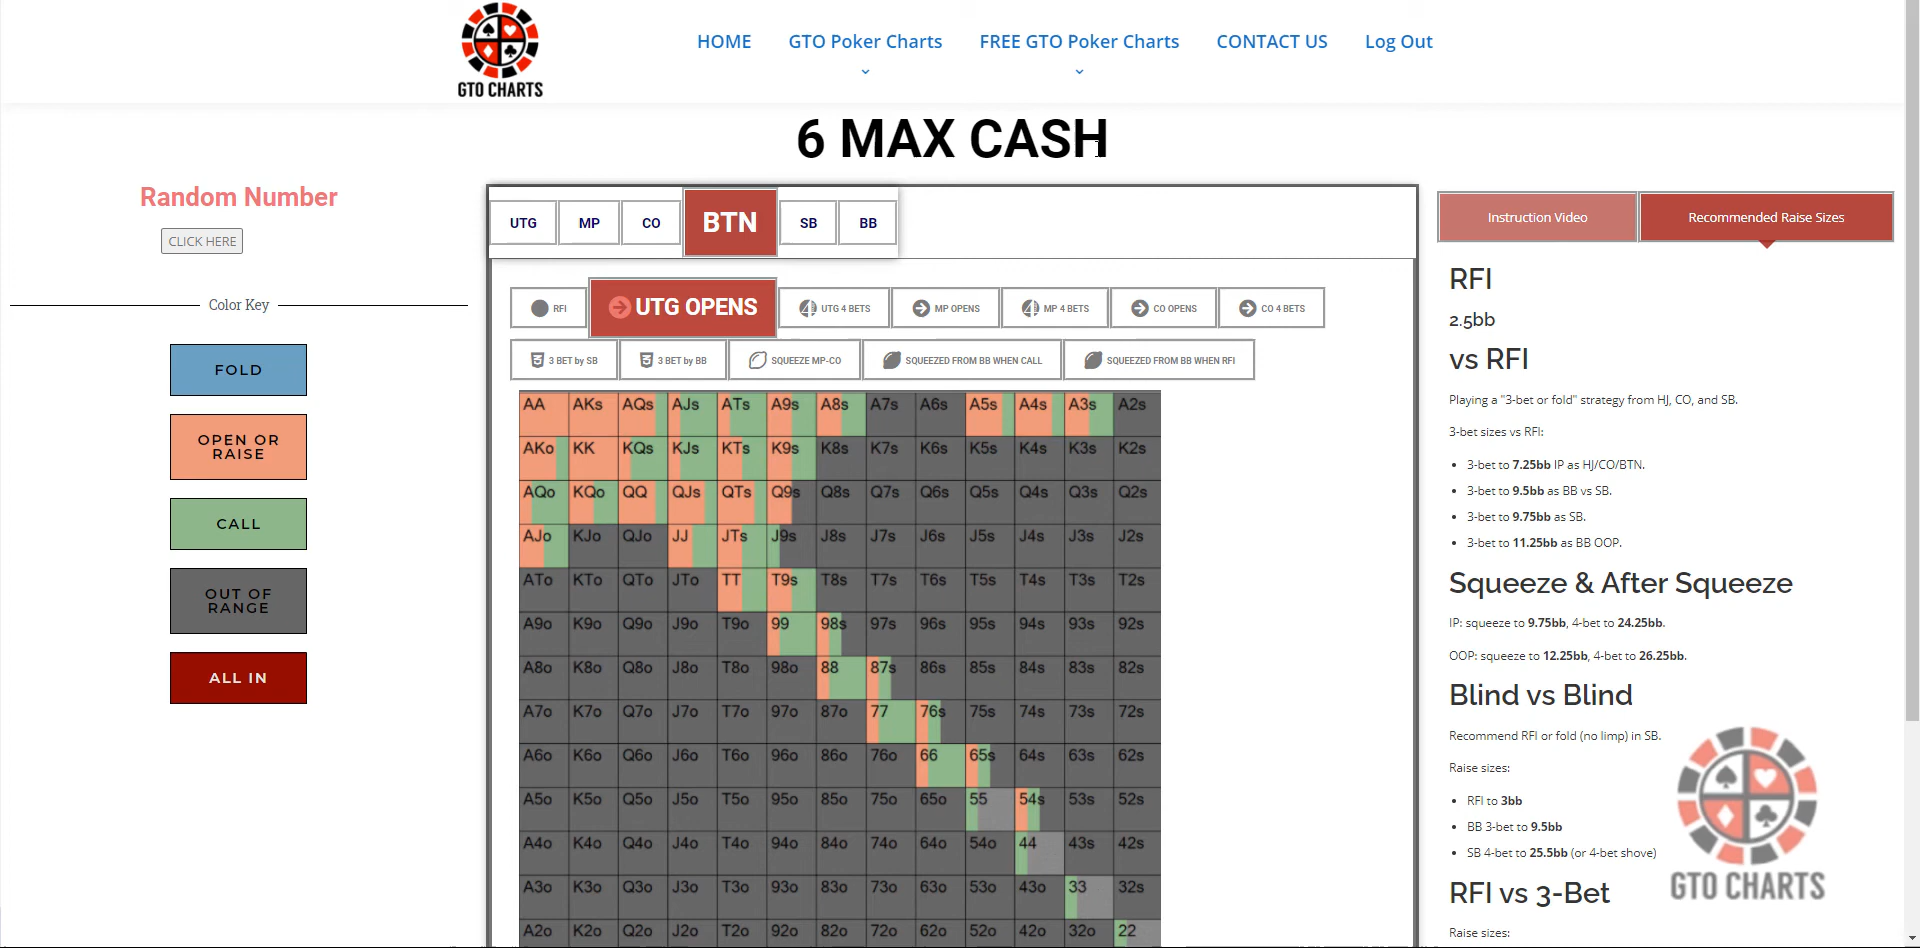 GTO CHARTS
HOME GTO Poker Charts FREE GTO Poker Charts CONTACT US Log Out
6 MAX CASH
Random Number
CLICK HERE
Color Key
FOLD
OPEN OR
RAISE
CALL
OUT OF
RANGE
ALL IN
UTG MP CO BTN SB BB
RFI UTG OPENS UTG 4 BETS MP OPENS MP 4 BETS CO OPENS CO 4 BETS
3 BET by SB 3 BET by BB SQUEEZE MP-CO SQUEEZED FROM BB WHEN CALL SQUEEZED FROM BB WHEN RFI
AA AKs AQs AJs ATs A9s A8s A7s A6s A5s A4s A3s A2s
AKo KK KQs KJs KTs K9s K8s K7s K6s K5s K4s K3s K2s
AQo KQo QQ QJs QTs Q9s Q8s Q7s Q6s Q5s Q4s Q3s Q2s
AJo KJo QJo JJ JTs J9s J8s J7s J6s J5s J4s J3s J2s
ATo KTo QTo JTo TT T9s T8s T7s T6s T5s T4s T3s T2s
A9o K9o Q9o J9o T9o 99 98s 97s 96s 95s 94s 93s 92s
A8o K8o Q8o J8o T8o 98o 88 87s 86s 85s 84s 83s 82s
A7o K7o Q7o J7o T7o 97o 87o 77 76s 75s 74s 73s 72s
A6o K6o Q6o J6o T6o 96o 86o 76o 66 65s 64s 63s 62s
A5o K5o Q5o J5o T5o 95o 85o 75o 65o 55 54s 53s 52s
A4o K4o Q4o J4o T4o 94o 84o 74o 64o 54o 44 43s 42s
A3o K3o Q3o J3o T3o 93o 83o 73o 63o 53o 43o 33 32s
A2o K2o Q2o J2o T2o 92o 82o 72o 62o 52o 42o 32o 22
Instruction Video Recommended Raise Sizes
RFI
2.5bb
vs RFI
Playing a "3-bet or fold" strategy from HJ, CO, and SB.
3-bet sizes vs RFI:
• 3-bet to 7.25bb IP as HJ/CO/BTN.
• 3-bet to 9.5bb as BB vs SB.
• 3-bet to 9.75bb as SB.
• 3-bet to 11.25bb as BB OOP.
Squeeze & After Squeeze
IP: squeeze to 9.75bb, 4-bet to 24.25bb.
OOP: squeeze to 12.25bb, 4-bet to 26.25bb.
Blind vs Blind
Recommend RFI or fold (no limp) in SB.
Raise sizes:
• RFI to 3bb
• BB 3-bet to 9.5bb
• SB 4-bet to 25.5bb (or 4-bet shove)
RFI vs 3-Bet
Raise sizes:
GTO CHARTS